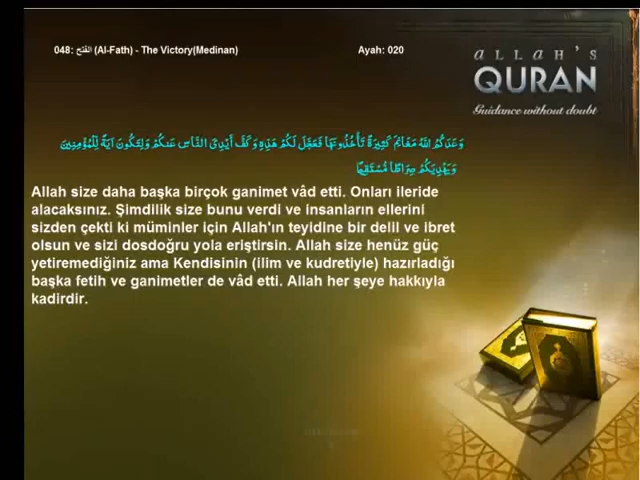 048: الفتح (Al-Fath) - The Victory(Medinan) Ayah: 020
ALLAH'S
QURAN
Guidance without doubt
وَعَدَكُمُ اللَّهُ مَغَانِمَ كَثِيرَةً تَأْخُذُونَهَا فَعَجَّلَ لَكُمْ هَٰذِهِ وَكَفَّ أَيْدِيَ النَّاسِ عَنكُمْ وَلِتَكُونَ آيَةً لِّلْمُؤْمِنِينَ
وَيَهْدِيَكُمْ صِرَاطًا مُّسْتَقِيمًا
Allah size daha başka birçok ganimet vâd etti. Onları ileride
alacaksınız. Şimdilik size bunu verdi ve insanların ellerini
sizden çekti ki müminler için Allah'ın teyidine bir delil ve ibret
olsun ve sizi dosdoğru yola eriştirsin. Allah size henüz güç
yetiremediğiniz ama Kendisinin (ilim ve kudretiyle) hazırladığı
başka fetih ve ganimetler de vâd etti. Allah her şeye hakkıyla
kadirdir.